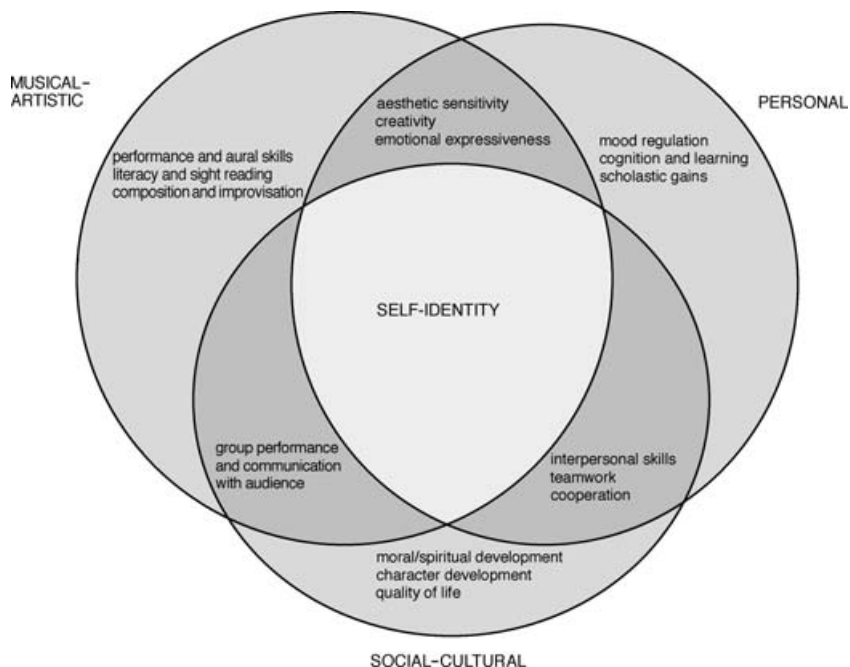 MUSICAL-
ARTISTIC
PERSONAL
aesthetic sensitivity
creativity
emotional expressiveness
performance and aural skills
literacy and sight reading
composition and improvisation
mood regulation
cognition and learning
scholastic gains
SELF-IDENTITY
group performance
and communication
with audience
interpersonal skills
teamwork
cooperation
moral/spiritual development
character development
quality of life
SOCIAL-CULTURAL